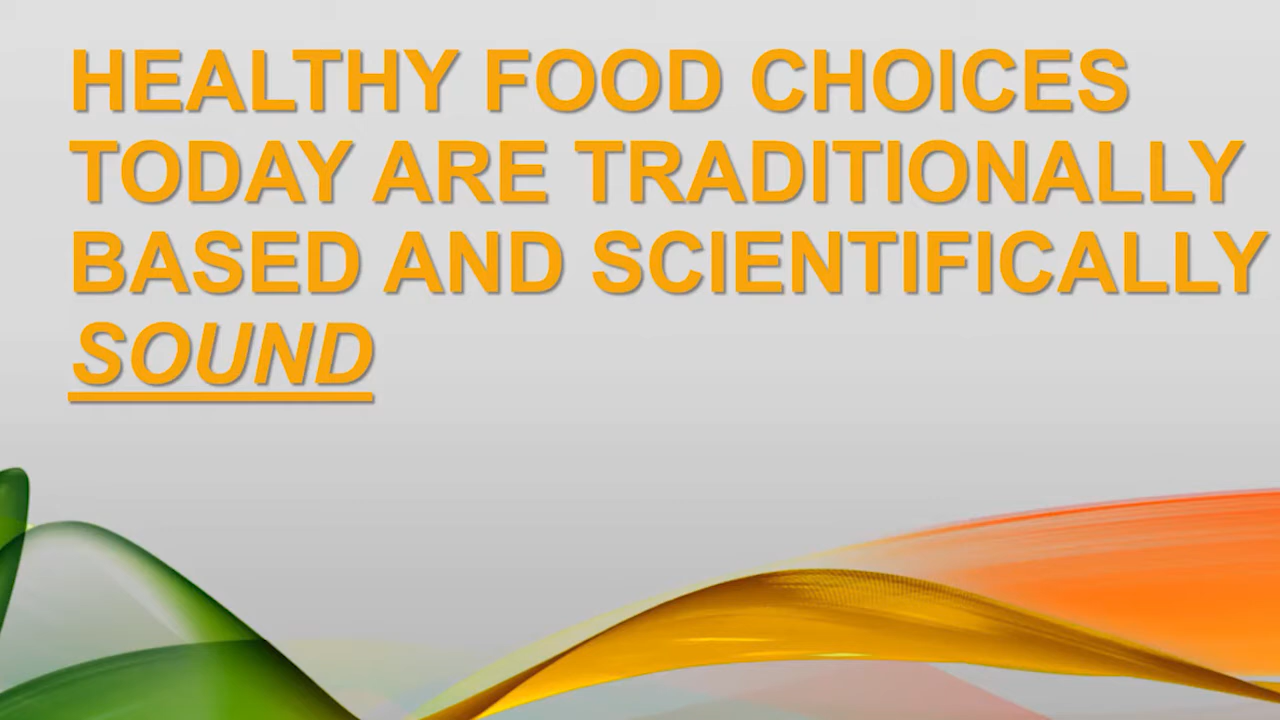 HEALTHY FOOD CHOICES
TODAY ARE TRADITIONALLY
BASED AND SCIENTIFICALLY
SOUND